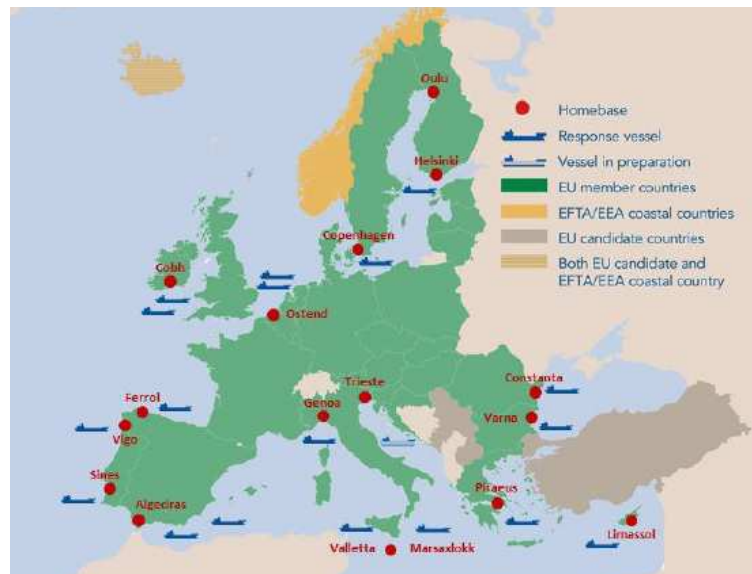 Oulu
Homebase
Response vessel
Helsinki
Vessel in preparation
EU member countries
EFTA/EEA coastal countries
Copenhagen
EU candidate countries
Both EU candidate and
EFTA/EEA coastal country
Cobh
Ostend
Trieste
Constanta
Ferrol
Genoa
Varna
Vigo
Sines
Piraeus
Algeciras
Limassol
Valletta
Marsaxlokk